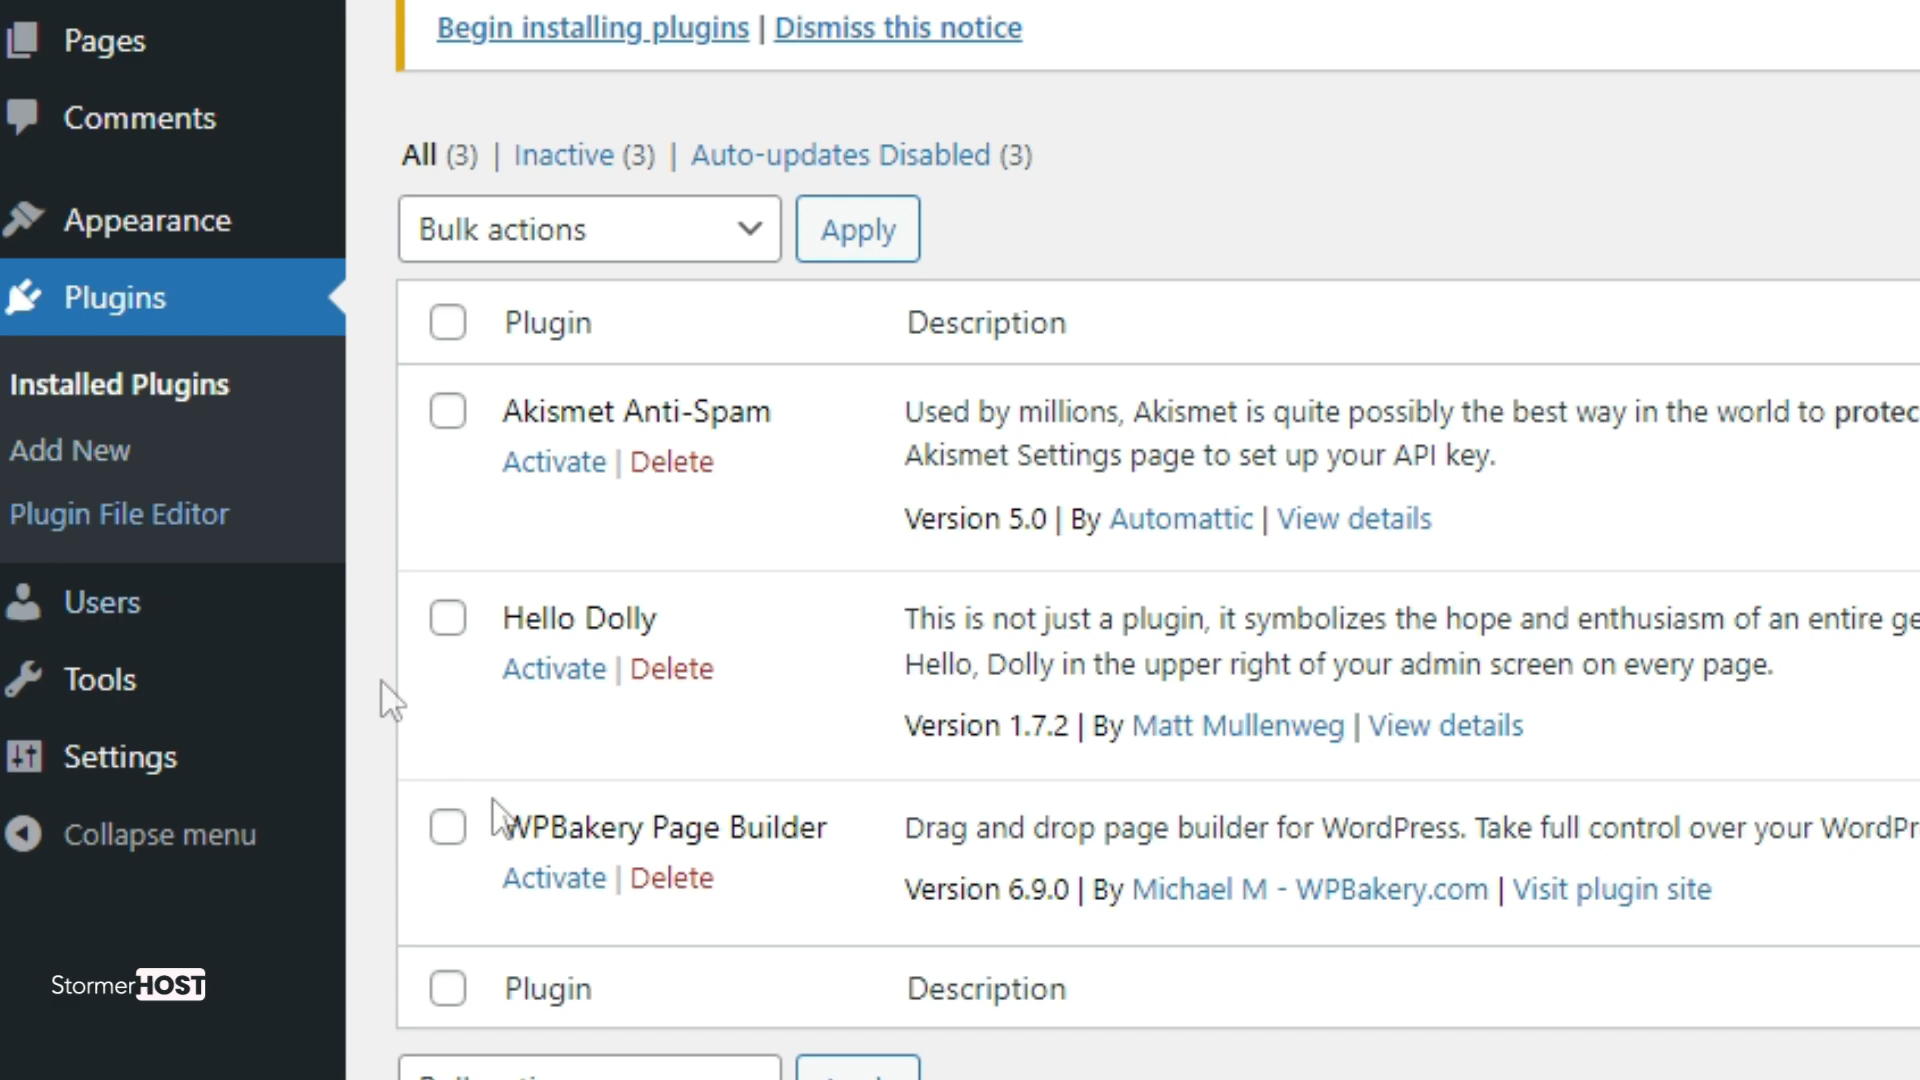 Pages
Comments
Appearance
Plugins
Installed Plugins
Add New
Plugin File Editor
Users
Tools
Settings
Collapse menu
StormerHOST
Begin installing plugins | Dismiss this notice
All (3) | Inactive (3) | Auto-updates Disabled (3)
Bulk actions
Apply
Plugin Description
Akismet Anti-Spam
Activate | Delete
Used by millions, Akismet is quite possibly the best way in the world to protec
Akismet Settings page to set up your API key.
Version 5.0 | By Automattic | View details
Hello Dolly
Activate | Delete
This is not just a plugin, it symbolizes the hope and enthusiasm of an entire ge
Hello, Dolly in the upper right of your admin screen on every page.
Version 1.7.2 | By Matt Mullenweg | View details
WPBakery Page Builder
Activate | Delete
Drag and drop page builder for WordPress. Take full control over your WordPr
Version 6.9.0 | By Michael M - WPBakery.com | Visit plugin site
Plugin Description